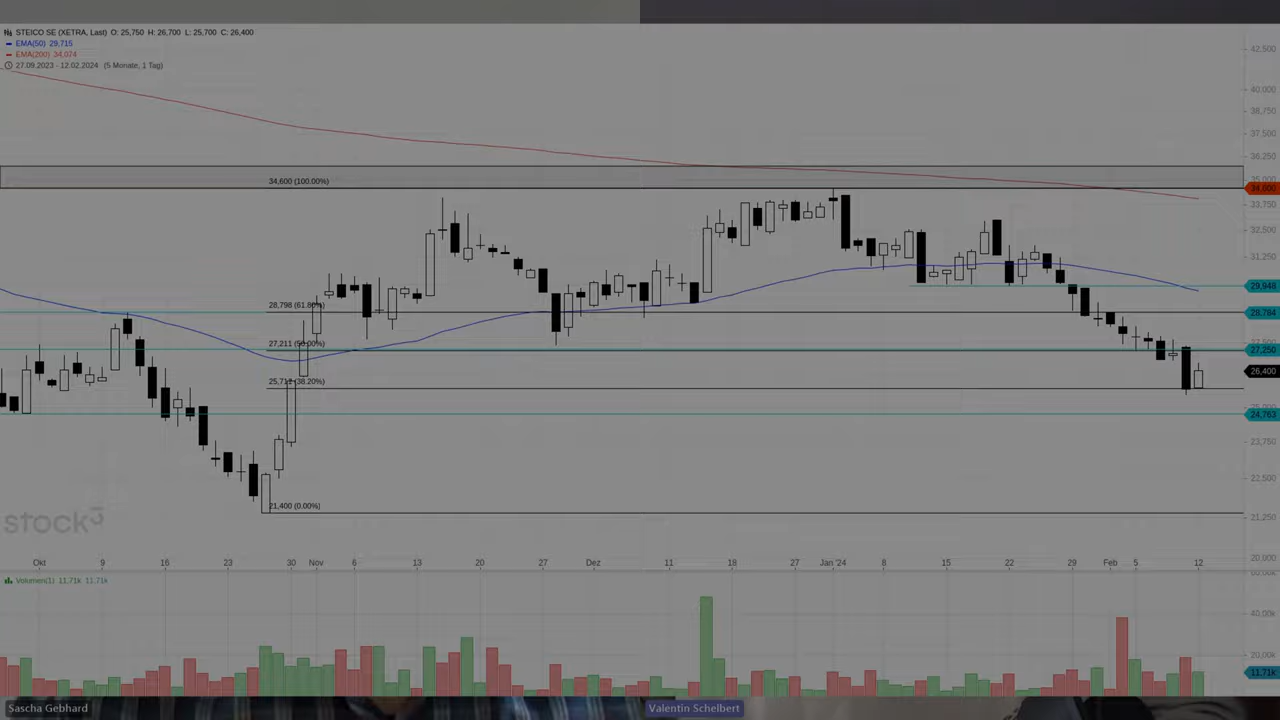 STEICO SE (XETRA, Last) O: 25,750 H: 26,700 L: 25,700 C: 26,400
EMA(50) 29,715
EMA(200) 34,074
27.09.2023 - 12.02.2024 (5 Monate, 1 Tag)
42,500
40,000
38,750
37,500
36,250
35,000
34,600 (100.00%)
34,600
33,750
32,500
31,250
29,948
28,798 (61.80%)
28,784
27,211 (50.00%)
27,250
26,400
25,712 (38.20%)
24,763
23,750
22,500
21,400 (0.00%)
21,250
stock³
20,000
Okt 9 16 23 30 Nov 6 13 20 27 Dez 11 18 27 Jan '24 8 15 22 29 Feb 5 12
Volumen(1) 11.71k 11.71k
60,00k
40,00k
20,00k
11.71k
Sascha Gebhard
Valentin Schelbert